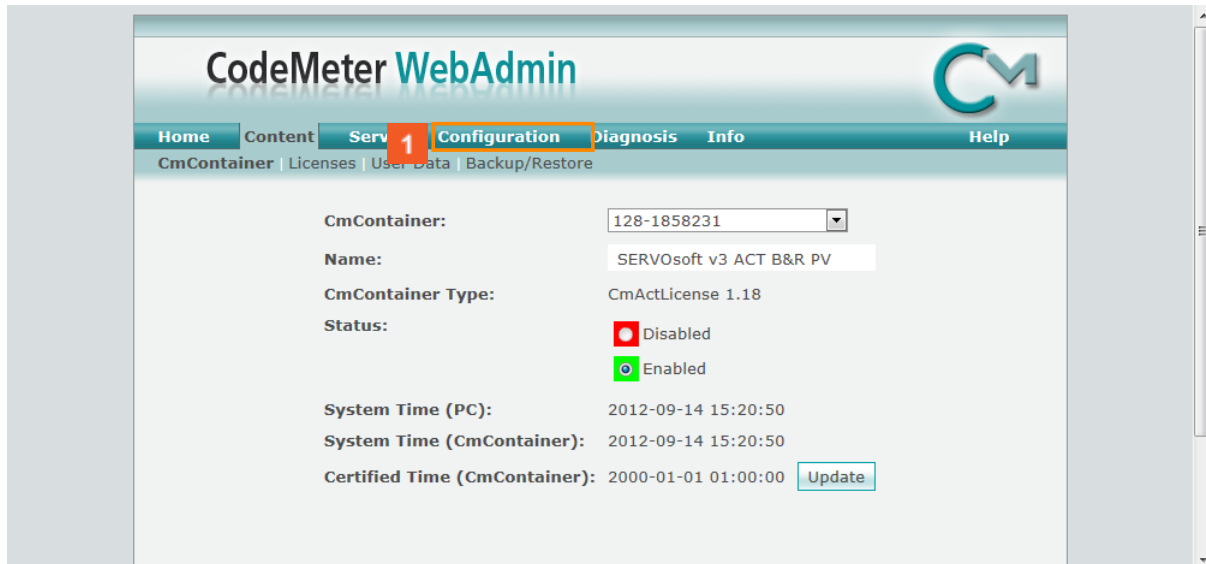 CodeMeter WebAdmin
CM
Home Content Serv 1 Configuration Diagnosis Info Help
CmContainer | Licenses | User Data | Backup/Restore
CmContainer: 128-1858231
Name: SERVOsoft v3 ACT B&R PV
CmContainer Type: CmActLicense 1.18
Status: Disabled
Enabled
System Time (PC): 2012-09-14 15:20:50
System Time (CmContainer): 2012-09-14 15:20:50
Certified Time (CmContainer): 2000-01-01 01:00:00 Update